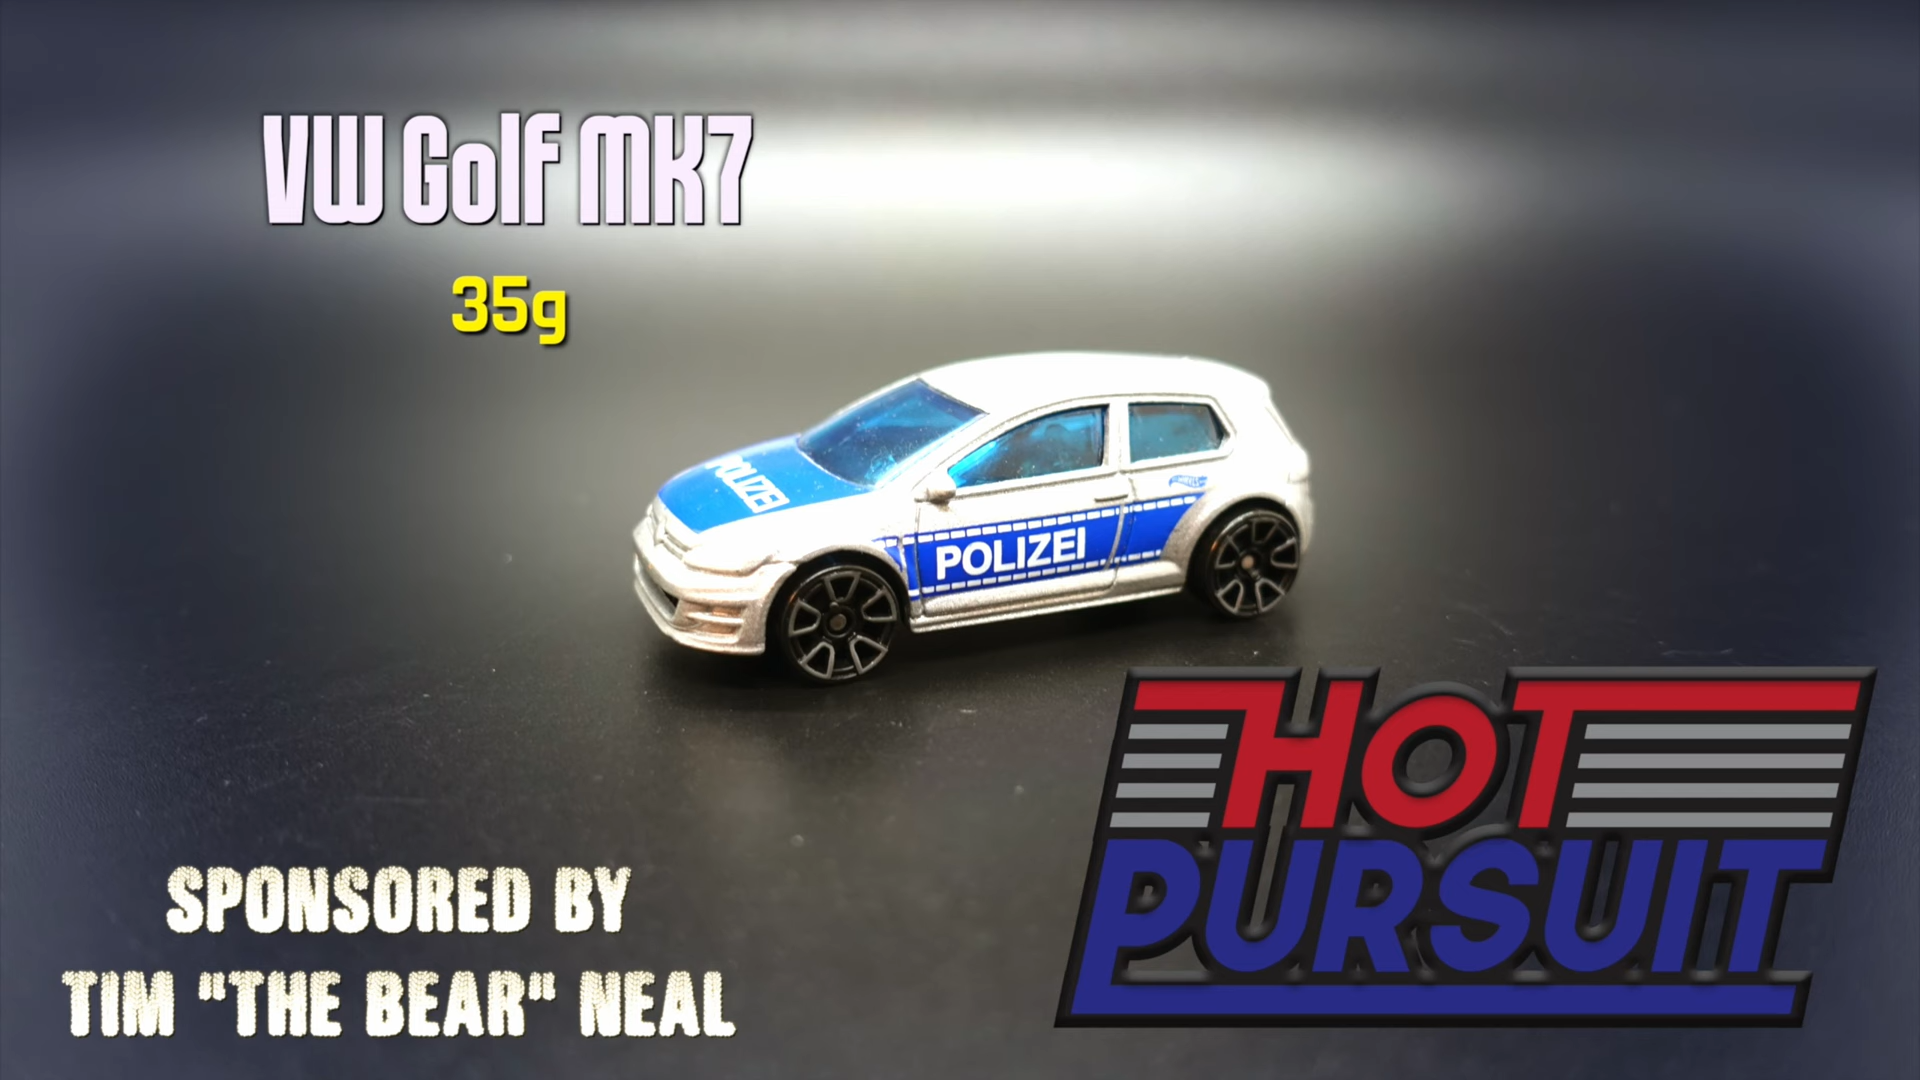 VW Golf MK7
35g
POLIZEI
POLIZEI
HOT
PURSUIT
SPONSORED BY
TIM "THE BEAR" NEAL